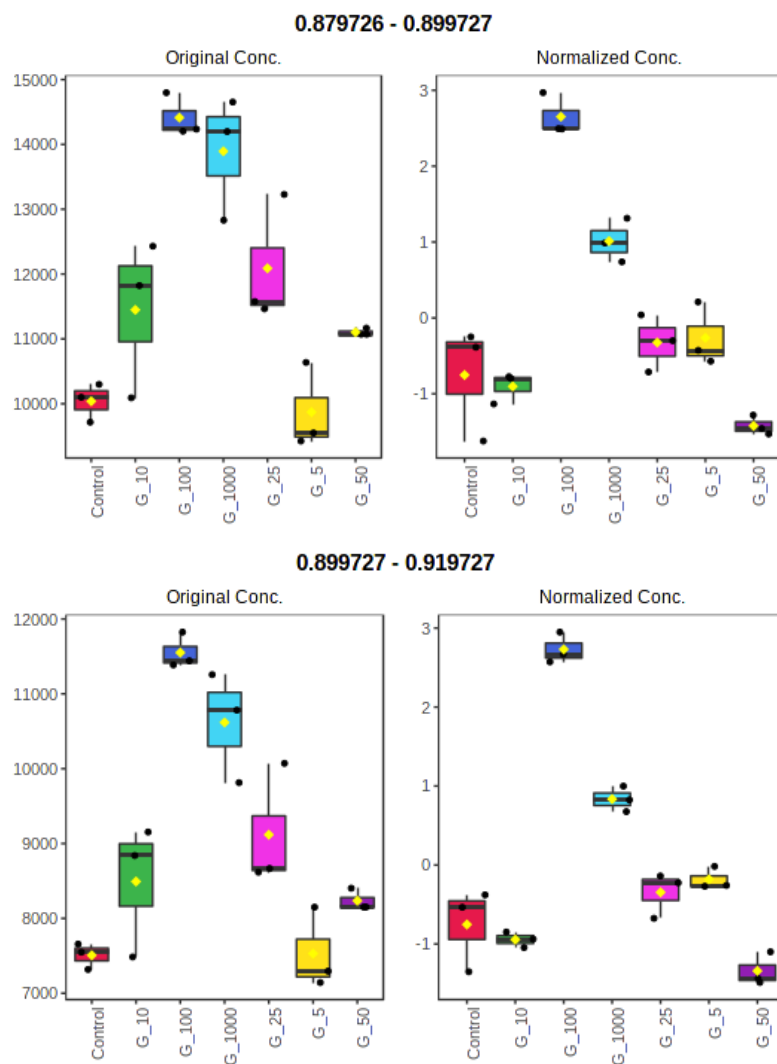 0.879726 - 0.899727
Original Conc.
Normalized Conc.
15000
14000
13000
12000
11000
10000
3
2
1
0
-1
Control
G_10
G_100
G_1000
G_25
G_5
G_50
Control
G_10
G_100
G_1000
G_25
G_5
G_50
0.899727 - 0.919727
Original Conc.
Normalized Conc.
12000
11000
10000
9000
8000
7000
3
2
1
0
-1
Control
G_10
G_100
G_1000
G_25
G_5
G_50
Control
G_10
G_100
G_1000
G_25
G_5
G_50